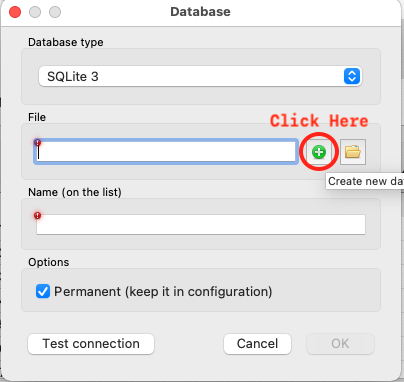 Database
Database type
SQLite 3
File
Click Here
Create new da
Name (on the list)
Options
Permanent (keep it in configuration)
Test connection
Cancel
OK